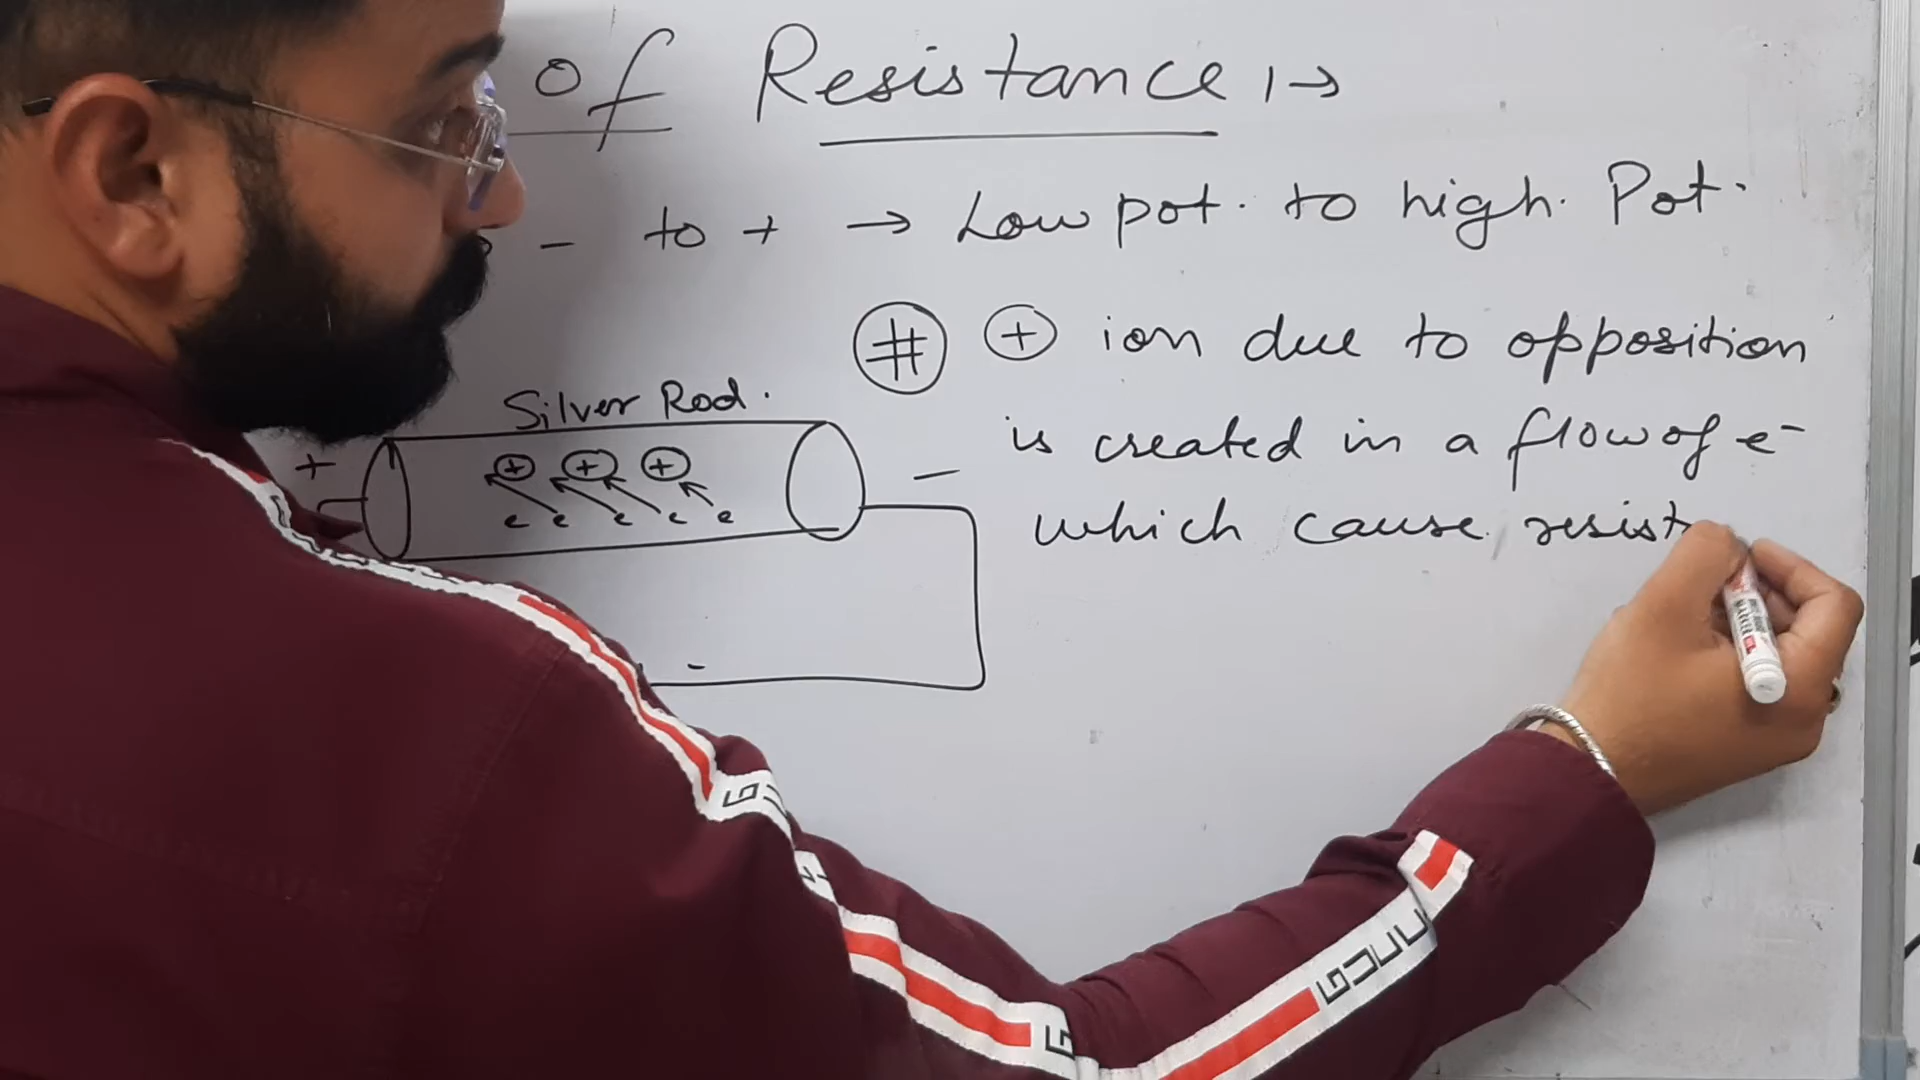 of Resistance :→
- to + → Low pot. to high. Pot.
# + ion due to opposition
is created in a flow of e⁻
which cause resist
Silver Rod.
+ + + + -
e e e e e
-